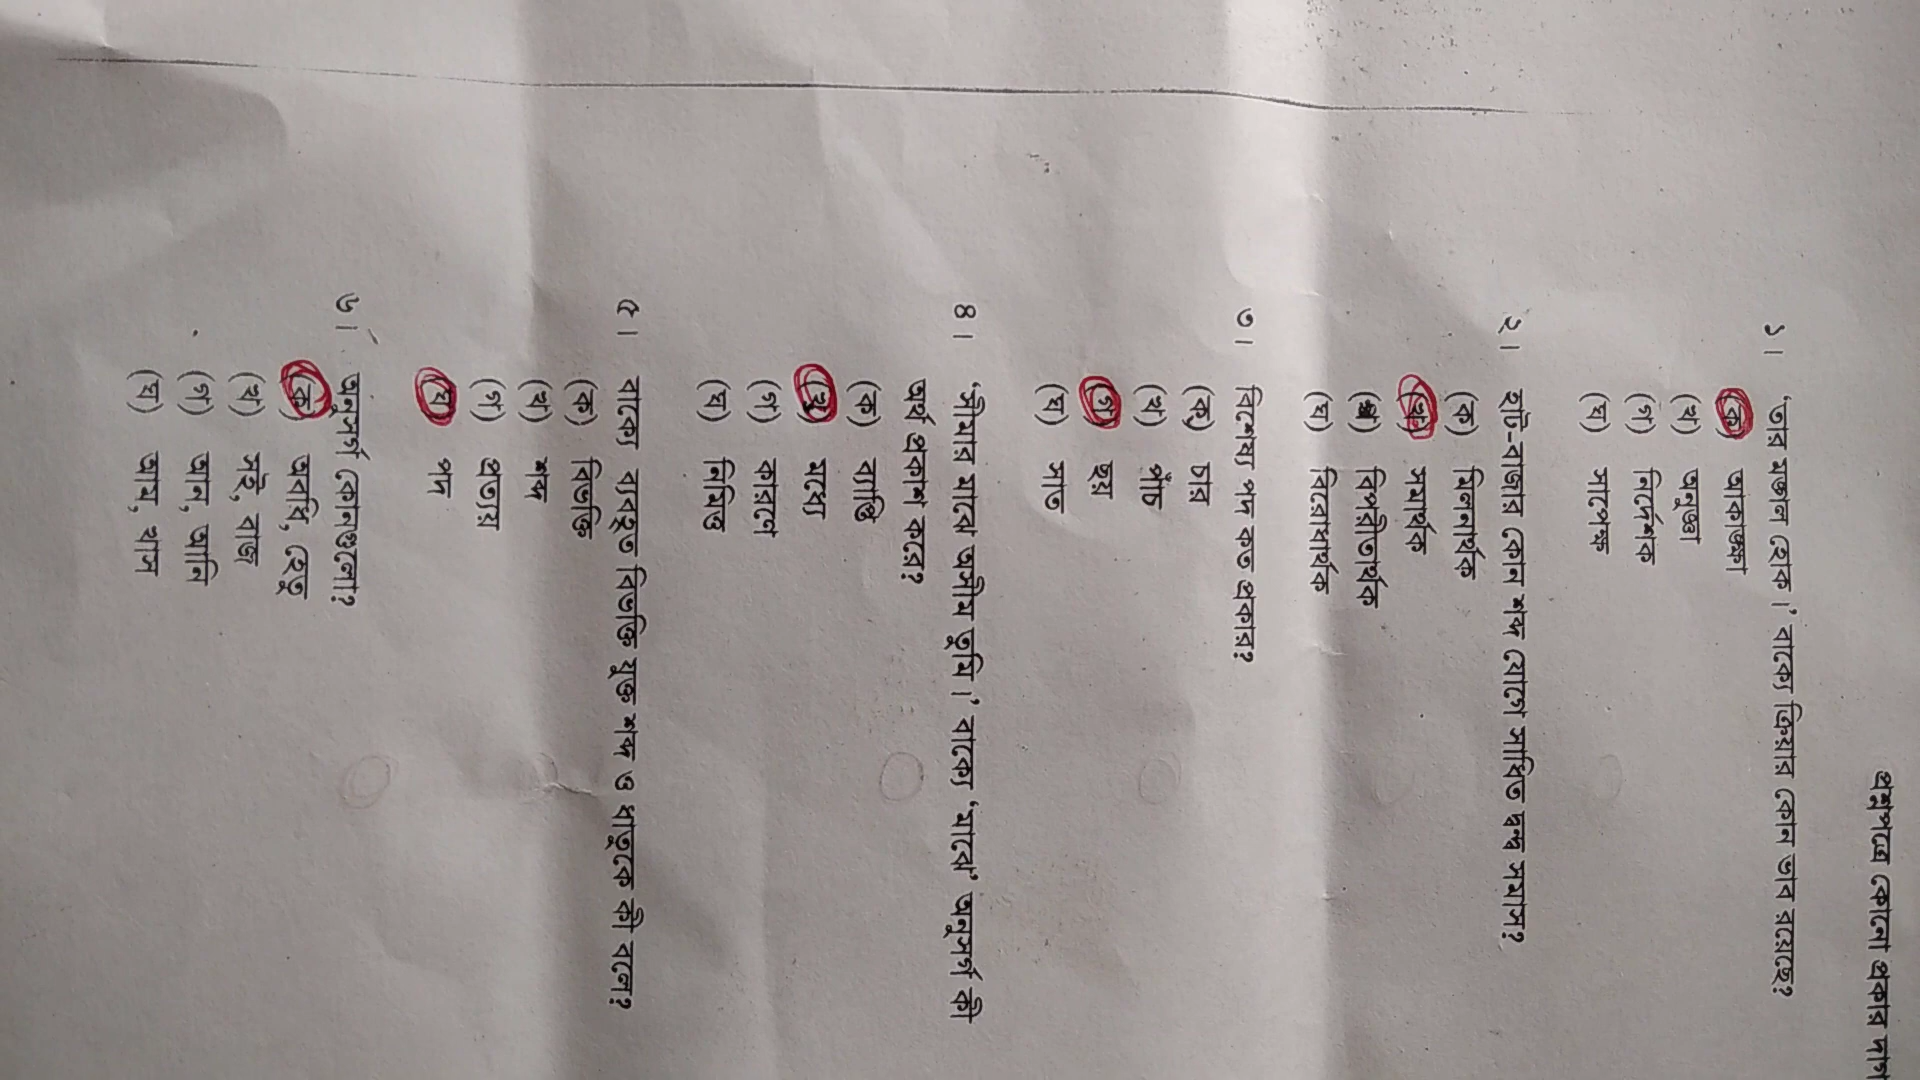 প্রশ্নপত্রে কোনো প্রকার দাগ
১। 'তার মঙ্গল হোক।' বাক্যে ক্রিয়ার কোন ভাব রয়েছে?
(ক) আকাঙ্ক্ষা
(খ) অনুজ্ঞা
(গ) নির্দেশক
(ঘ) সাপেক্ষ
২। হাট-বাজার কোন শব্দ যোগে সাধিত দ্বন্দ্ব সমাস?
(ক) মিলনার্থক
(খ) সমার্থক
(গ) বিপরীতার্থক
(ঘ) বিরোধার্থক
৩। বিশেষ্য পদ কত প্রকার?
(ক) চার
(খ) পাঁচ
(গ) ছয়
(ঘ) সাত
৪। 'সীমার মাঝে অসীম তুমি।' বাক্যে 'মাঝে' অনুসর্গ কী
অর্থ প্রকাশ করে?
(ক) ব্যাপ্তি
(খ) মধ্যে
(গ) কারণে
(ঘ) নিমিত্ত
৫। বাক্যে ব্যবহৃত বিভক্তি যুক্ত শব্দ ও ধাতুকে কী বলে?
(ক) বিভক্তি
(খ) শব্দ
(গ) প্রত্যয়
(ঘ) পদ
৬। অনুসর্গ কোনগুলো?
(ক) অবধি, হেতু
(খ) সই, বাজ
(গ) আন, আনি
(ঘ) আম, খাস